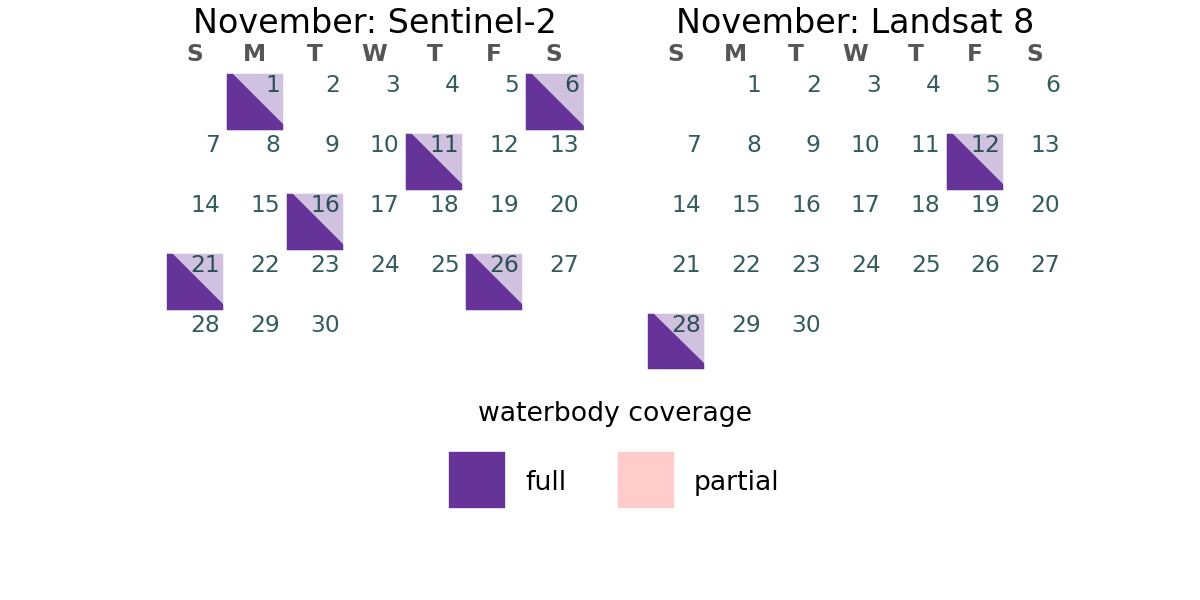 November: Sentinel-2
S M T W T F S
1 2 3 4 5 6
7 8 9 10 11 12 13
14 15 16 17 18 19 20
21 22 23 24 25 26 27
28 29 30
November: Landsat 8
S M T W T F S
1 2 3 4 5 6
7 8 9 10 11 12 13
14 15 16 17 18 19 20
21 22 23 24 25 26 27
28 29 30
waterbody coverage
full
partial